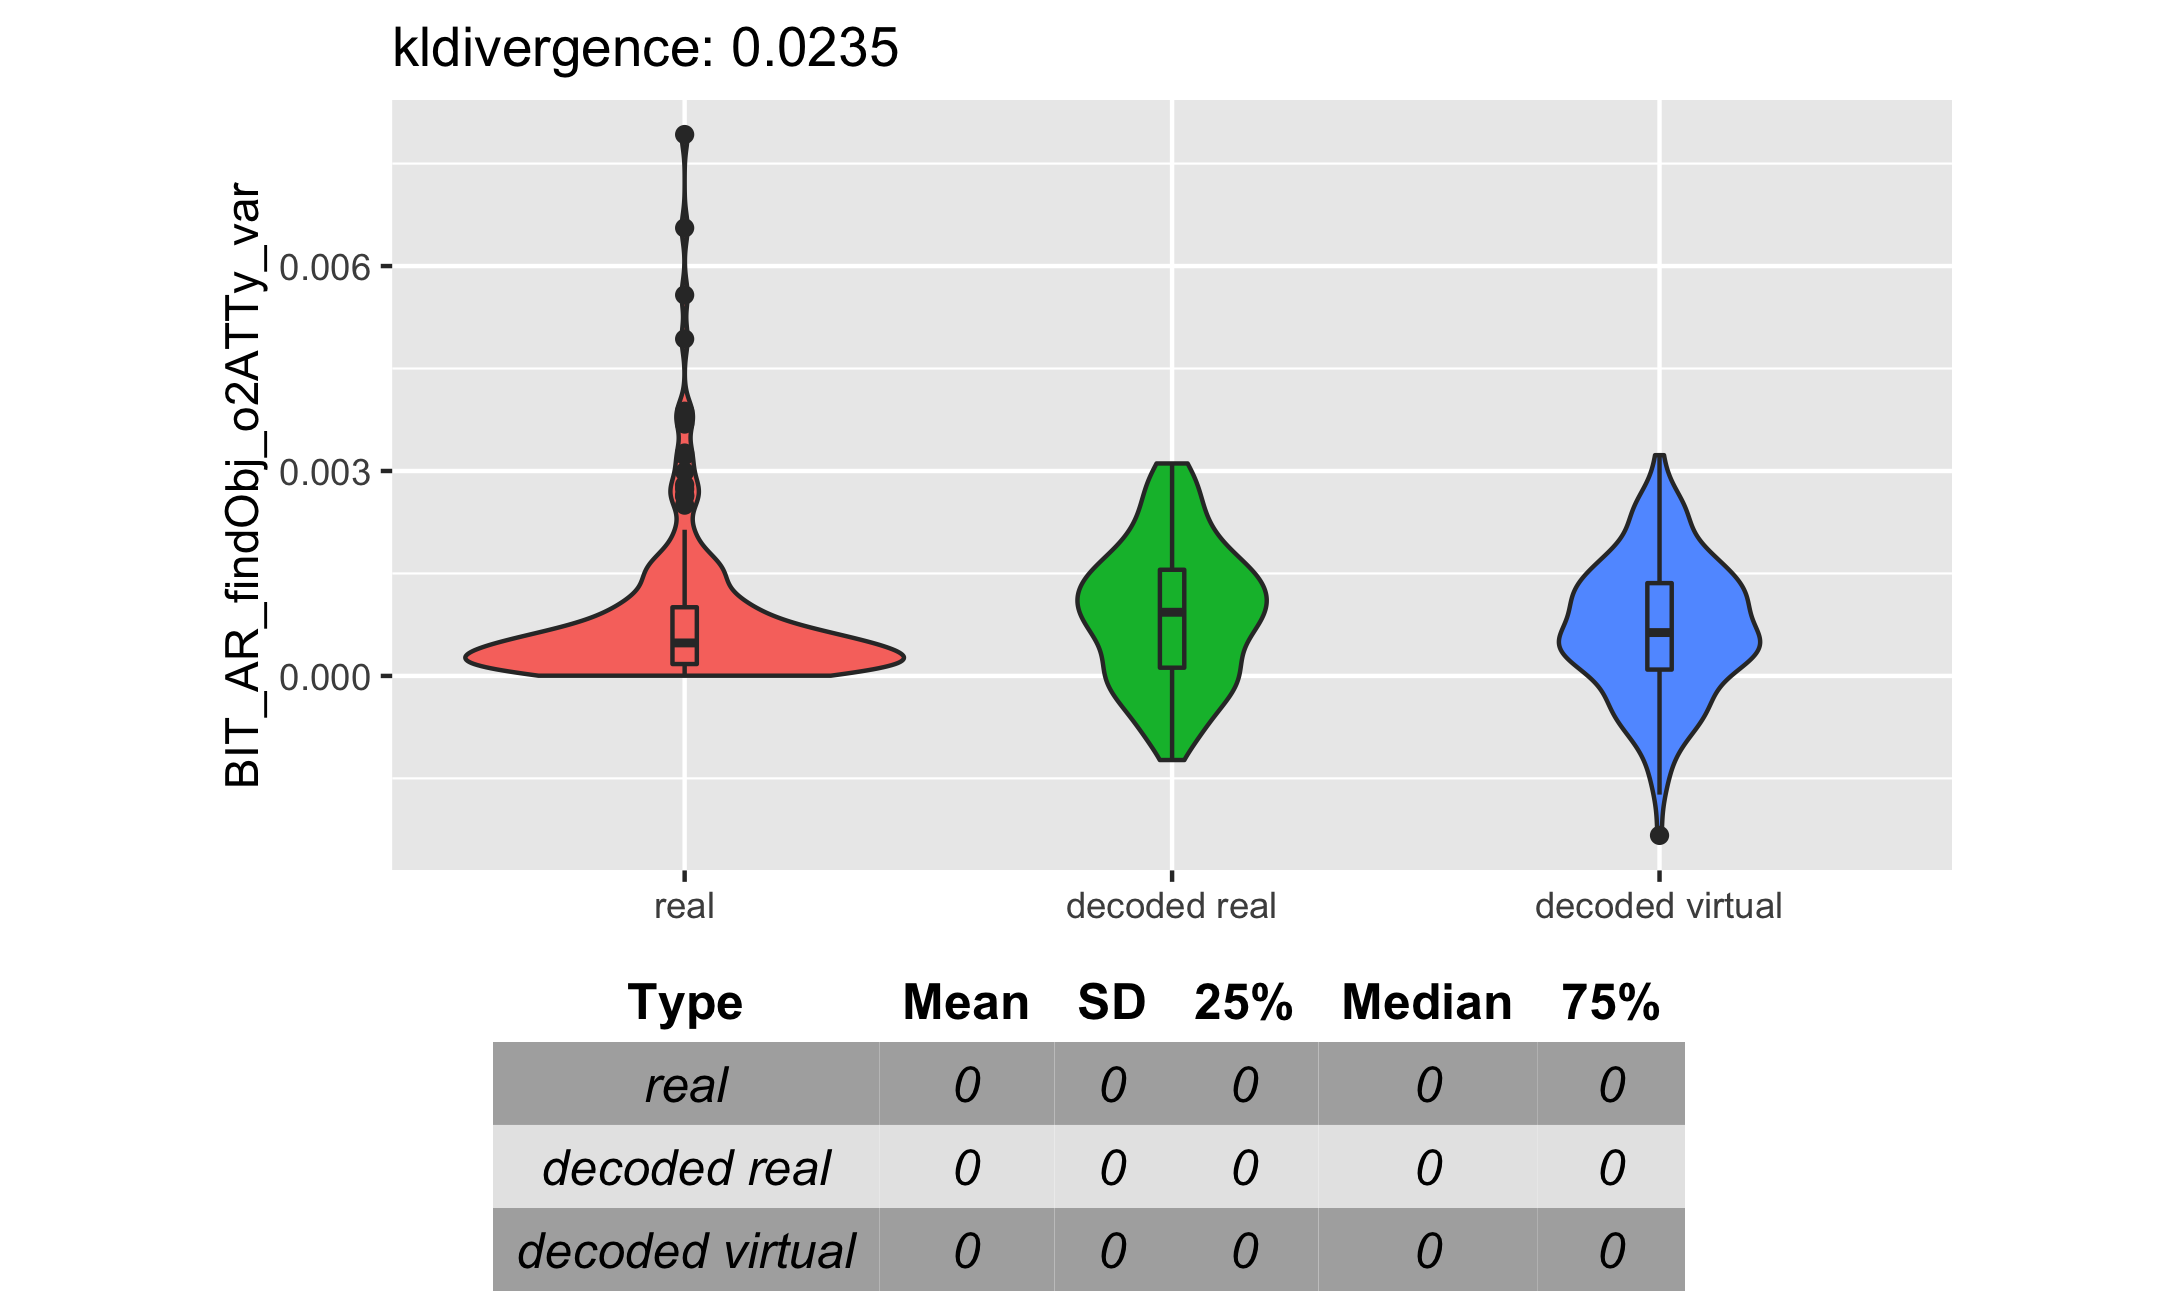 kldivergence: 0.0235
BIT_AR_findObj_o2ATTy_var
0.006
0.003
0.000
real
decoded real
decoded virtual
Type Mean SD 25% Median 75%
real 0 0 0 0 0
decoded real 0 0 0 0 0
decoded virtual 0 0 0 0 0